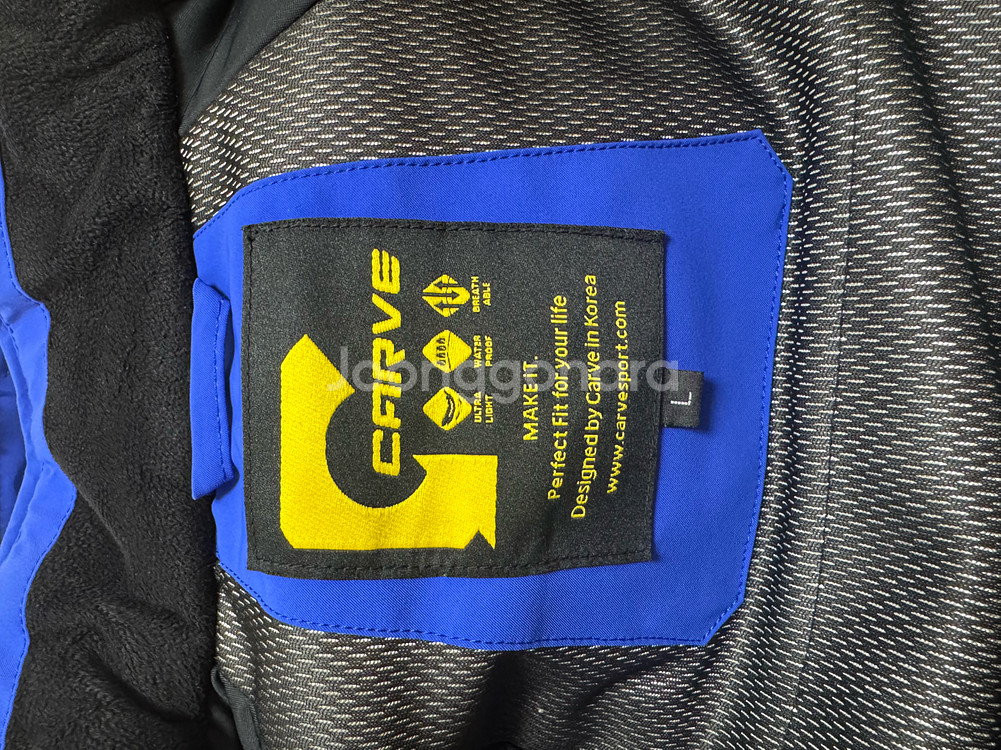 CARVE
ULTRA
LIGHT
WATER
PROOF
BREATH
ABLE
MAKE IT.
Perfect Fit for your life
Designed by Carve in Korea
www.carvesport.com
L
Joonggonara